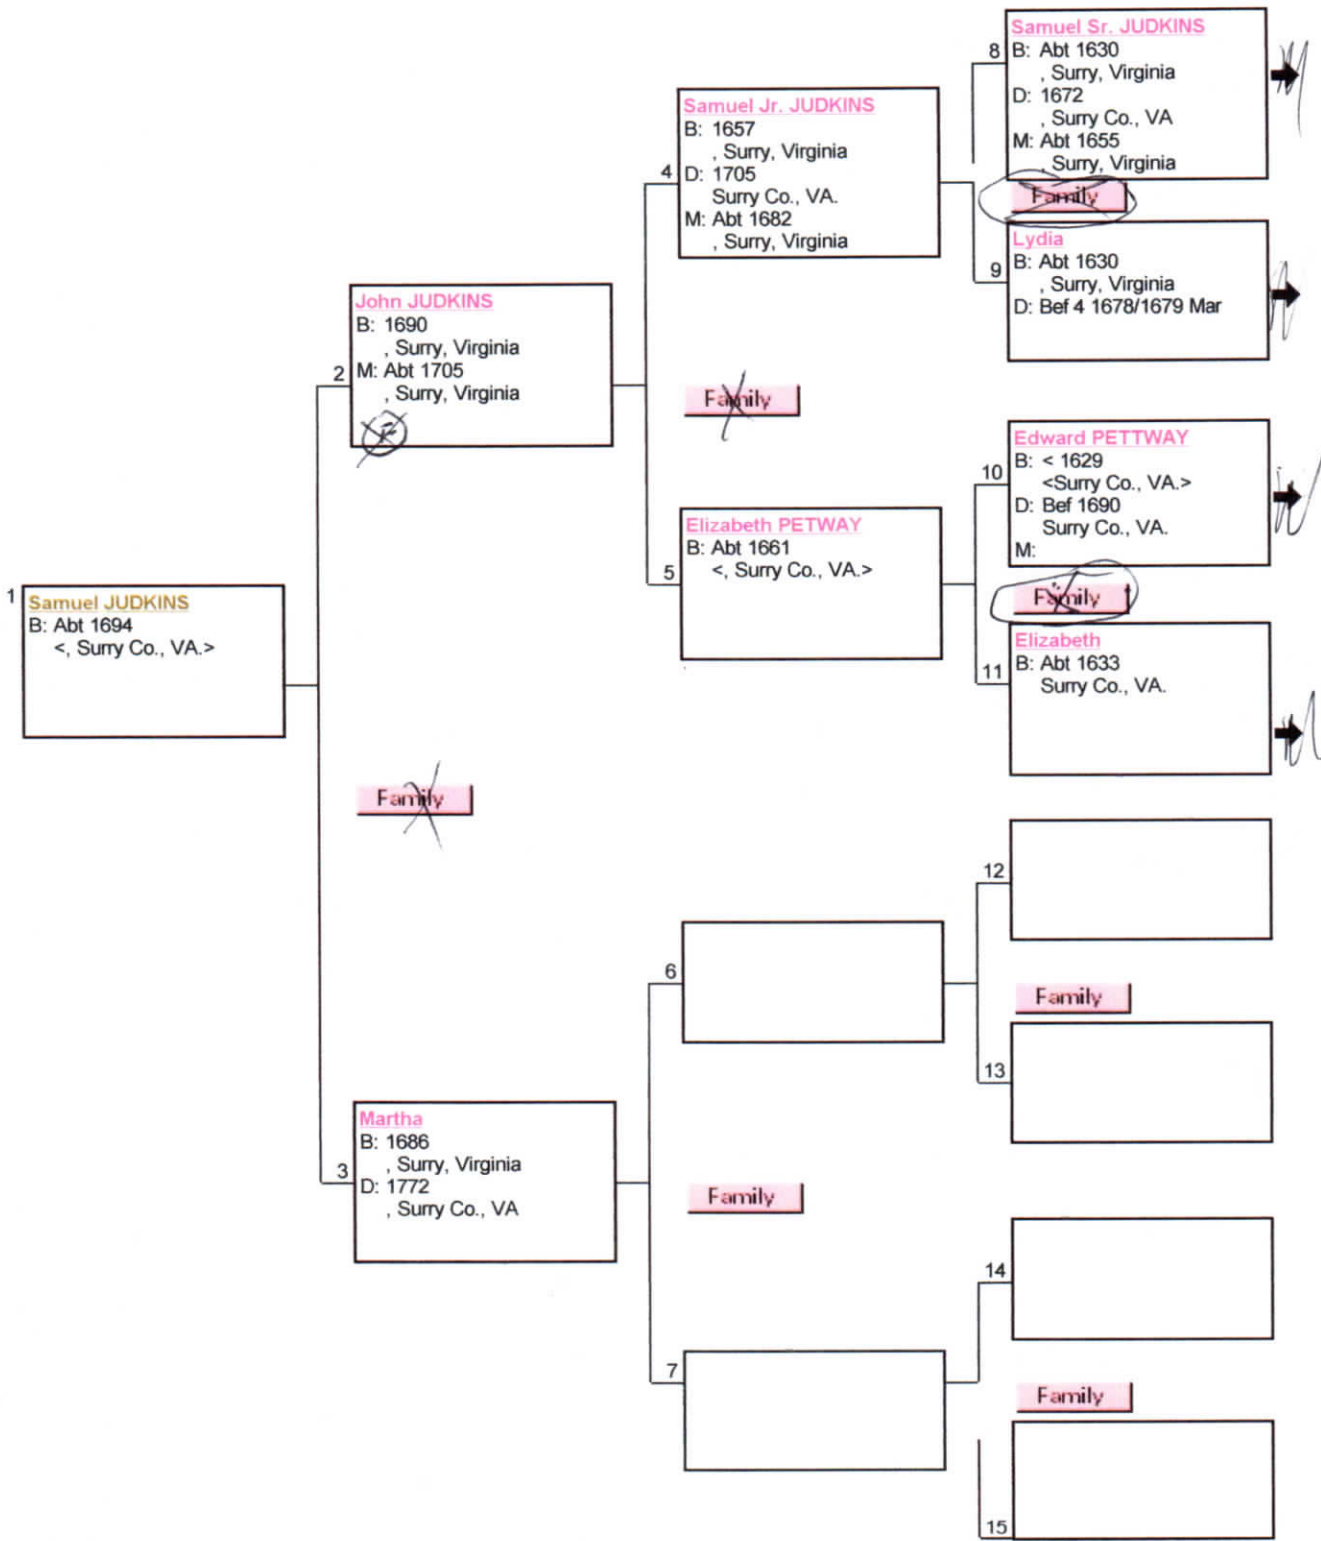 1
Samuel JUDKINS
B: Abt 1694
<, Surry Co., VA.>
2
John JUDKINS
B: 1690
, Surry, Virginia
M: Abt 1705
, Surry, Virginia
Family
3
Martha
B: 1686
, Surry, Virginia
D: 1772
, Surry Co., VA
4
Samuel Jr. JUDKINS
B: 1657
, Surry, Virginia
D: 1705
Surry Co., VA.
M: Abt 1682
, Surry, Virginia
Family
5
Elizabeth PETWAY
B: Abt 1661
<, Surry Co., VA.>
6
Family
7
8
Samuel Sr. JUDKINS
B: Abt 1630
, Surry, Virginia
D: 1672
, Surry Co., VA
M: Abt 1655
, Surry, Virginia
Family
9
Lydia
B: Abt 1630
, Surry, Virginia
D: Bef 4 1678/1679 Mar
10
Edward PETTWAY
B: < 1629
<Surry Co., VA.>
D: Bef 1690
Surry Co., VA.
M:
Family
11
Elizabeth
B: Abt 1633
Surry Co., VA.
12
Family
13
14
Family
15